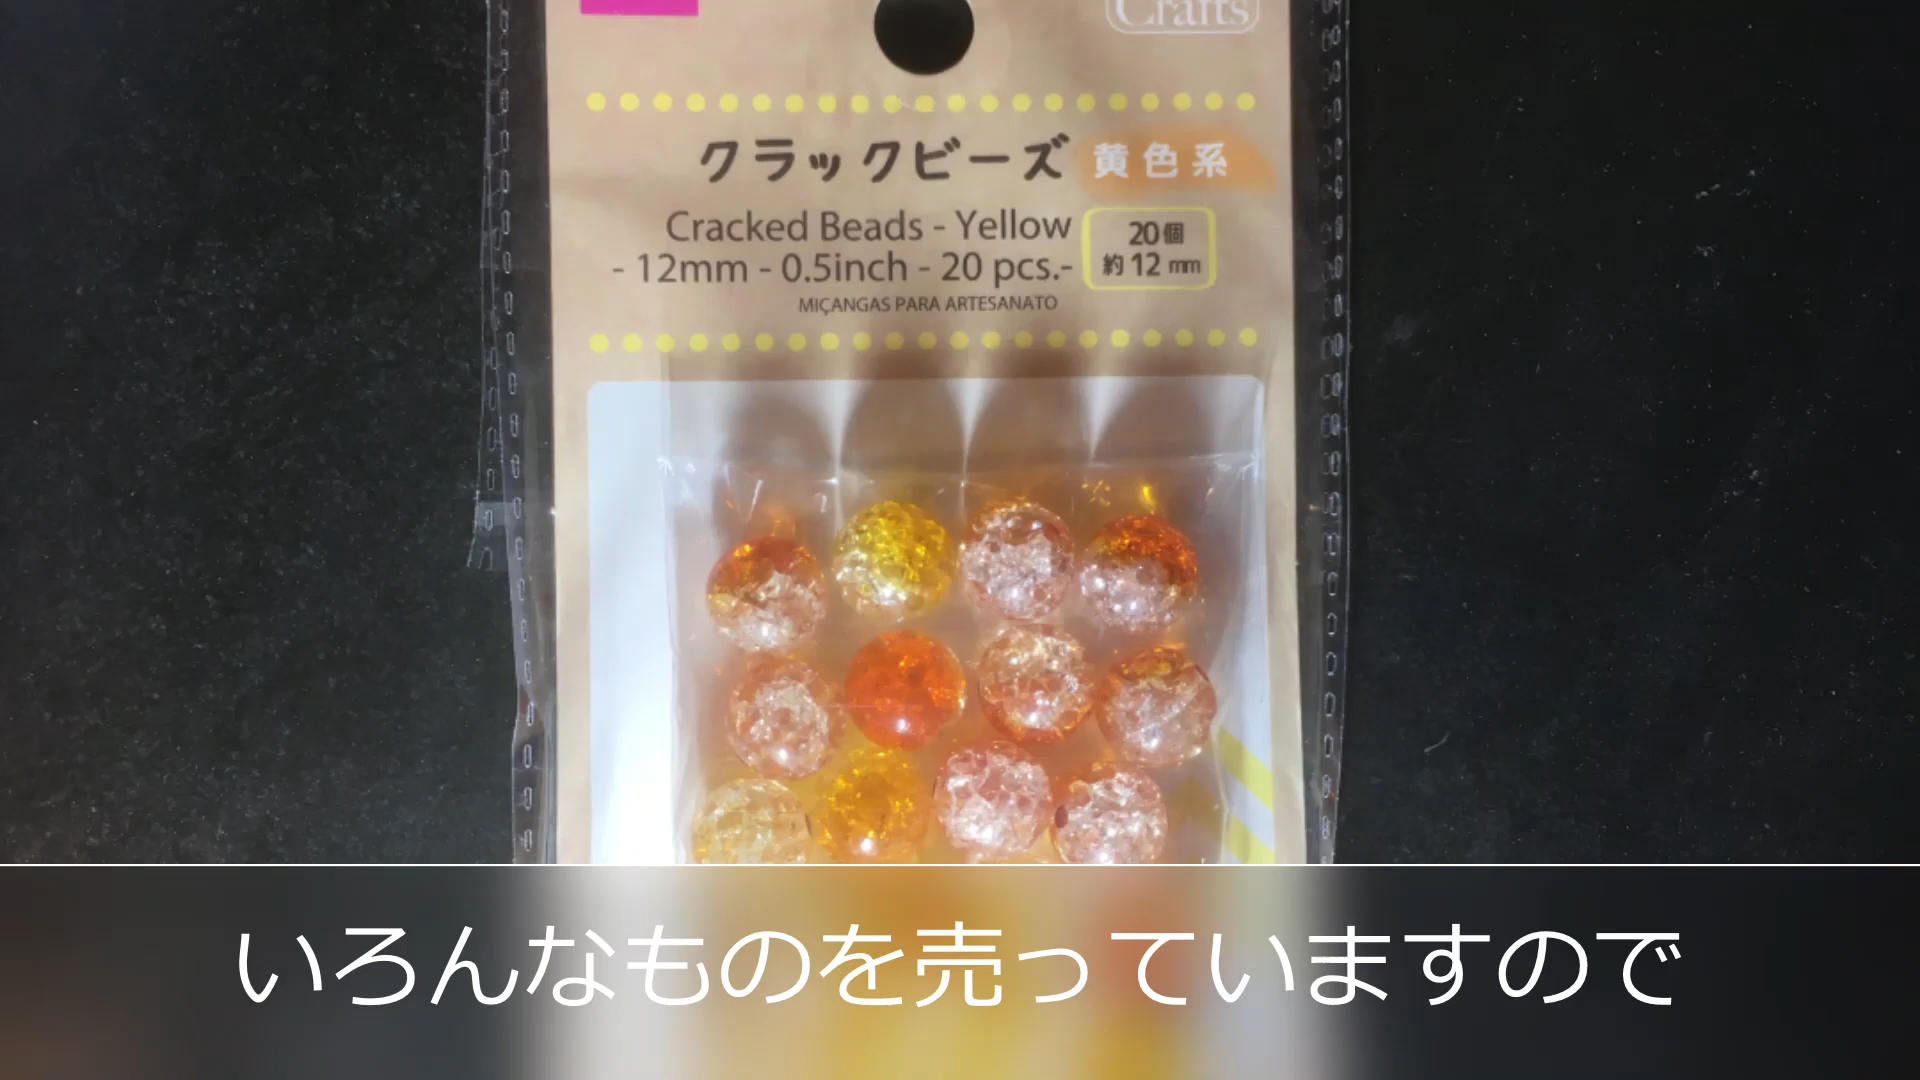 Crafts
クラックビーズ 黄色系
Cracked Beads - Yellow
- 12mm - 0.5inch - 20 pcs.-
20個
約12mm
MIÇANGAS PARA ARTESANATO
いろんなものを売っていますので